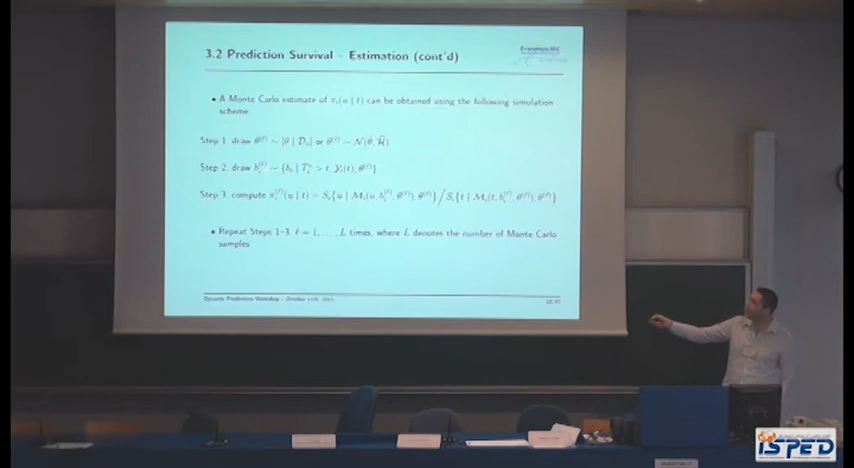 3.2 Prediction Survival – Estimation (cont'd)
Erasmus MC
• A Monte Carlo estimate of πᵢ(u | t) can be obtained using the following simulation
scheme:
Step 1. draw θ⁽ℓ⁾ ~ [θ | 𝒟ₙ] or θ⁽ℓ⁾ ~ 𝒩(θ̂, Ĥ)
Step 2. draw bᵢ⁽ℓ⁾ ~ {bᵢ | Tᵢ* > t, 𝒴ᵢ(t), θ⁽ℓ⁾}
Step 3. compute πᵢ⁽ℓ⁾(u | t) = Sᵢ{u | ℳᵢ(u, bᵢ⁽ℓ⁾, θ⁽ℓ⁾), θ⁽ℓ⁾} / Sᵢ{t | ℳᵢ(t, bᵢ⁽ℓ⁾, θ⁽ℓ⁾), θ⁽ℓ⁾}
• Repeat Steps 1–3, ℓ = 1, . . . , L times, where L denotes the number of Monte Carlo
samples
Dynamic Predictions Workshop – October 2013
ISPED